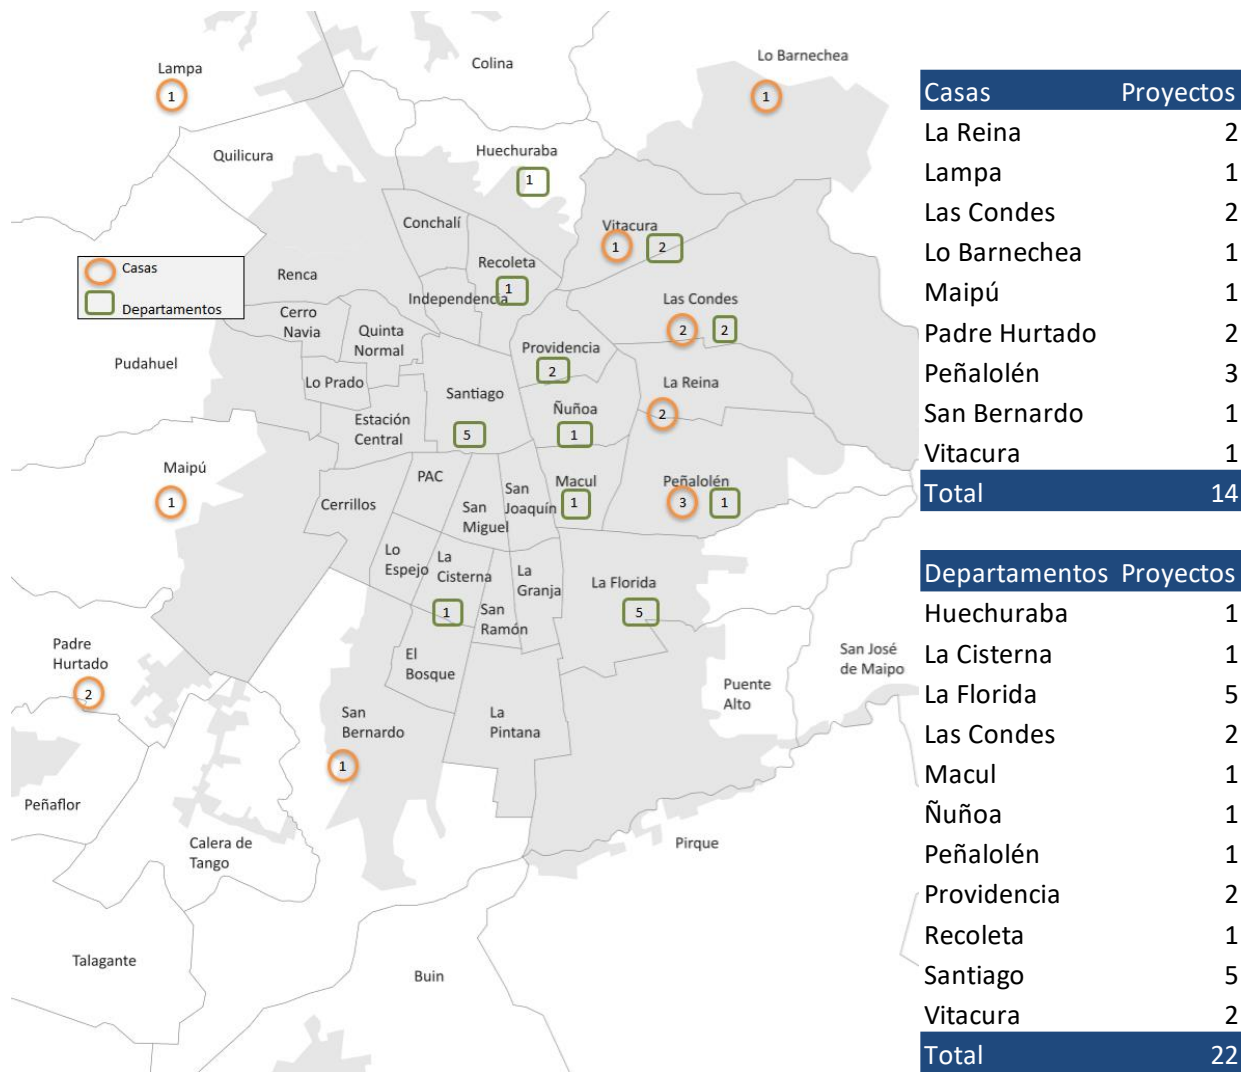 Lampa
1
Colina
Lo Barnechea
1
Quilicura
Huechuraba
1
Conchalí
Vitacura
1
2
Casas
Departamentos
Renca
Recoleta
1
Independencia
Las Condes
2
2
Cerro
Navia
Quinta
Normal
Providencia
2
Pudahuel
Lo Prado
Santiago
5
La Reina
2
Estación
Central
Ñuñoa
1
Maipú
1
PAC
Cerrillos
San
Miguel
San
Joaquín
Macul
1
Peñalolén
3
1
Lo
Espejo
La
Cisterna
1
La
Granja
San
Ramón
La Florida
5
El
Bosque
Padre
Hurtado
2
San José
de Maipo
Puente
Alto
San
Bernardo
1
La
Pintana
Peñaflor
Calera de
Tango
Pirque
Talagante
Buin
Casas Proyectos
La Reina 2
Lampa 1
Las Condes 2
Lo Barnechea 1
Maipú 1
Padre Hurtado 2
Peñalolén 3
San Bernardo 1
Vitacura 1
Total 14
Departamentos Proyectos
Huechuraba 1
La Cisterna 1
La Florida 5
Las Condes 2
Macul 1
Ñuñoa 1
Peñalolén 1
Providencia 2
Recoleta 1
Santiago 5
Vitacura 2
Total 22